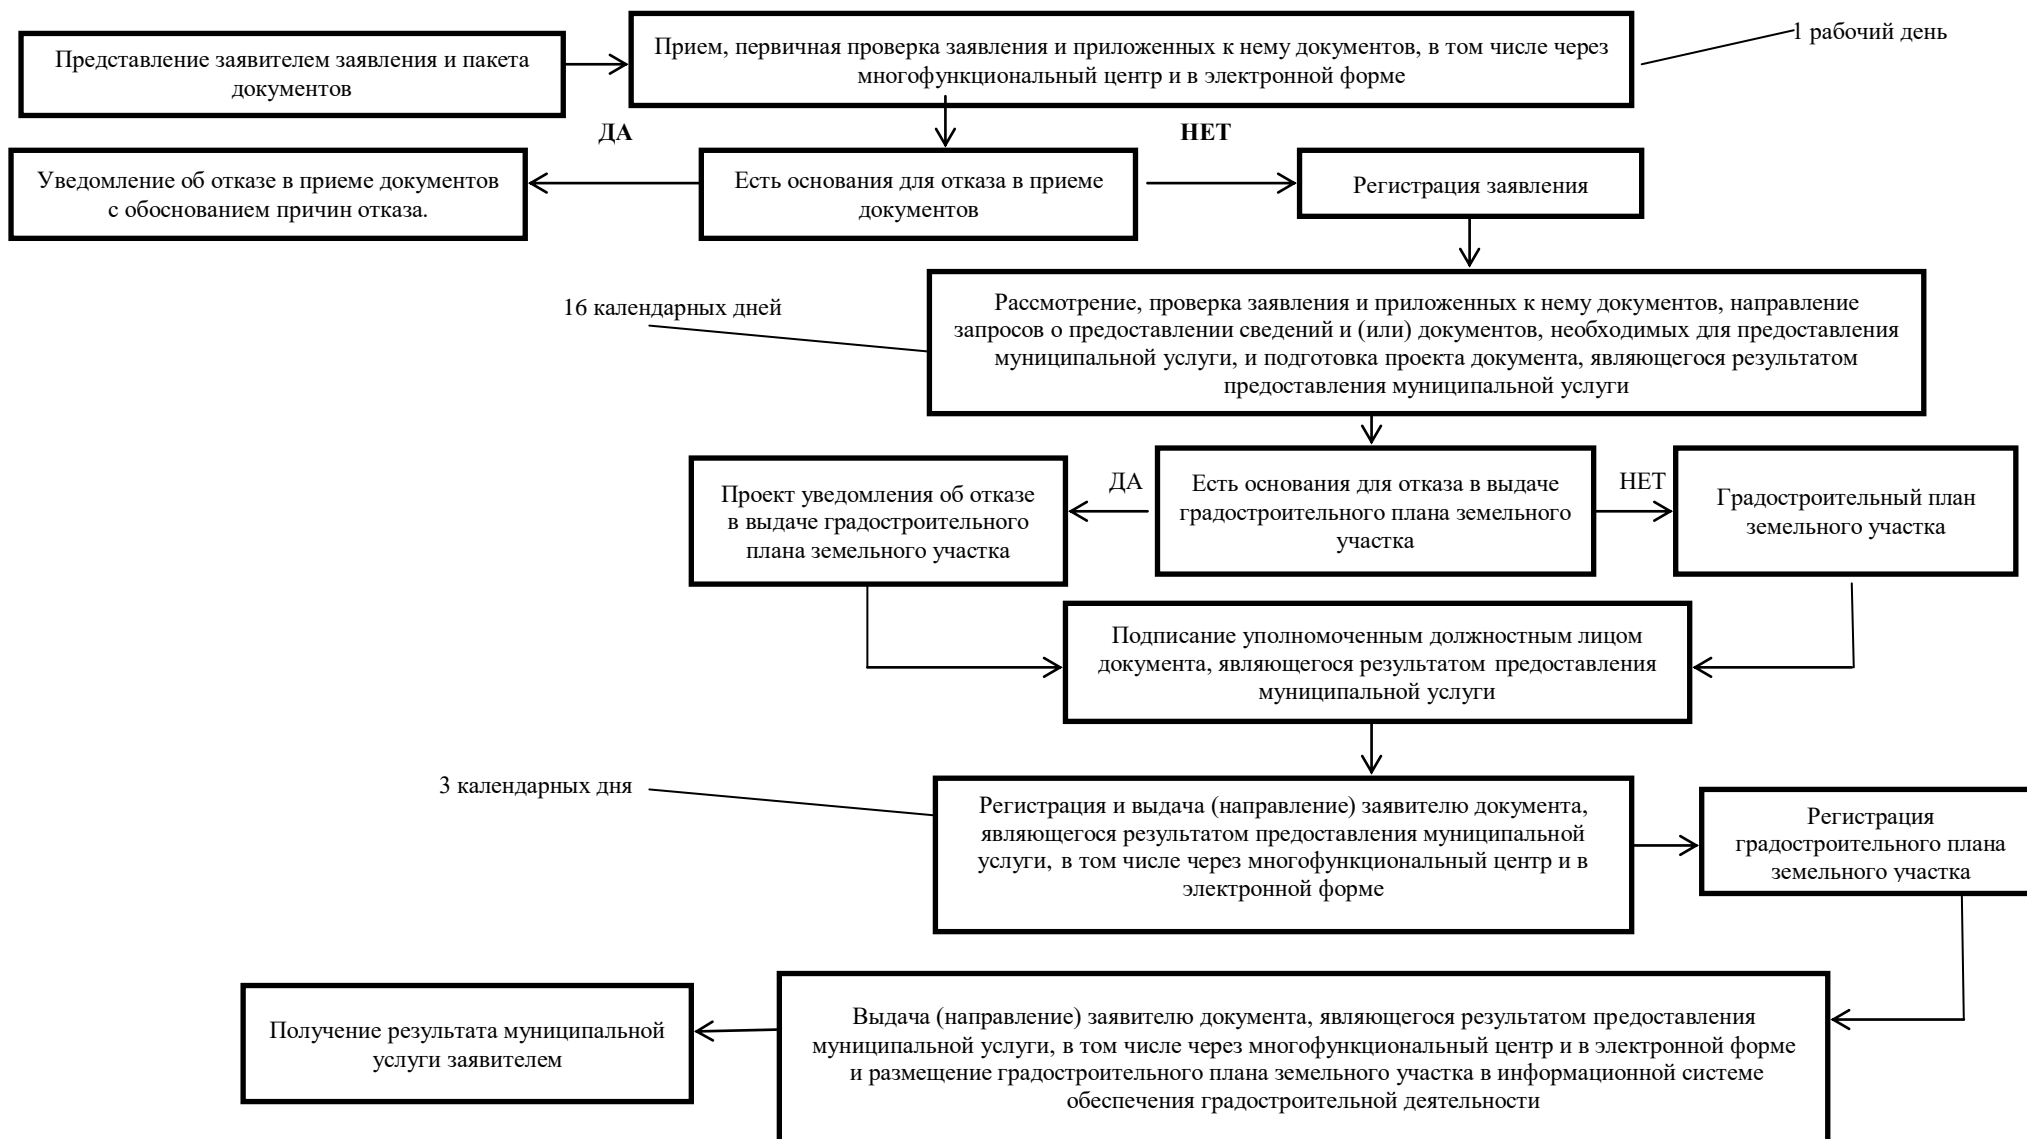 Представление заявителем заявления и пакета
документов
Прием, первичная проверка заявления и приложенных к нему документов, в том числе через
многофункциональный центр и в электронной форме
1 рабочий день
ДА
НЕТ
Уведомление об отказе в приеме документов
с обоснованием причин отказа.
Есть основания для отказа в приеме
документов
Регистрация заявления
16 календарных дней
Рассмотрение, проверка заявления и приложенных к нему документов, направление
запросов о предоставлении сведений и (или) документов, необходимых для предоставления
муниципальной услуги, и подготовка проекта документа, являющегося результатом
предоставления муниципальной услуги
Проект уведомления об отказе
в выдаче градостроительного
плана земельного участка
ДА
Есть основания для отказа в выдаче
градостроительного плана земельного
участка
НЕТ
Градостроительный план
земельного участка
Подписание уполномоченным должностным лицом
документа, являющегося результатом предоставления
муниципальной услуги
3 календарных дня
Регистрация и выдача (направление) заявителю документа,
являющегося результатом предоставления муниципальной
услуги, в том числе через многофункциональный центр и в
электронной форме
Регистрация
градостроительного плана
земельного участка
Получение результата муниципальной
услуги заявителем
Выдача (направление) заявителю документа, являющегося результатом предоставления
муниципальной услуги, в том числе через многофункциональный центр и в электронной форме
и размещение градостроительного плана земельного участка в информационной системе
обеспечения градостроительной деятельности